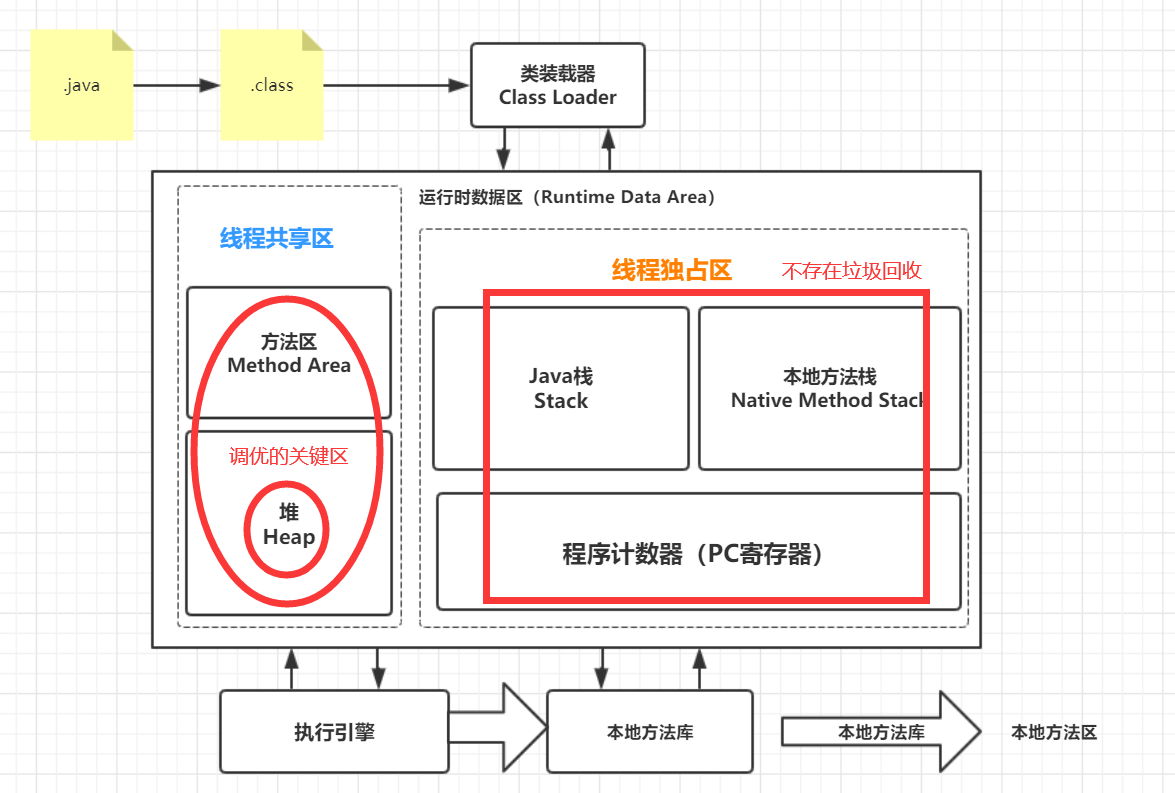 .java
.class
类装载器
Class Loader
运行时数据区（Runtime Data Area）
线程共享区
线程独占区
不存在垃圾回收
方法区
Method Area
Java栈
Stack
本地方法栈
Native Method Stack
调优的关键区
堆
Heap
程序计数器（PC寄存器）
执行引擎
本地方法库
本地方法库
本地方法区